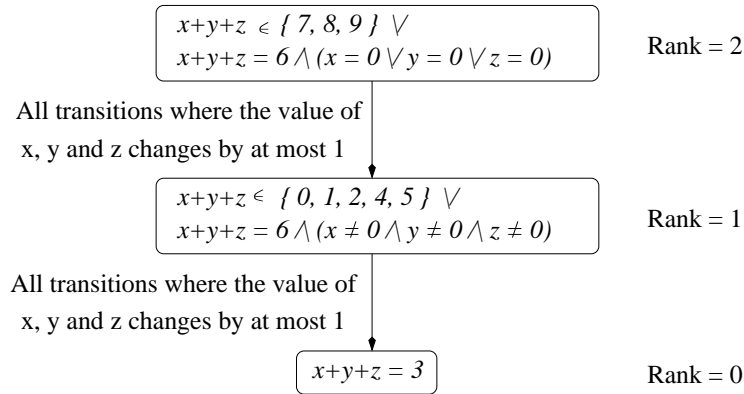 x+y+z ∈ { 7, 8, 9 } \/
x+y+z = 6 /\ (x = 0 \/ y = 0 \/ z = 0)
Rank = 2
All transitions where the value of
x, y and z changes by at most 1
x+y+z ∈ { 0, 1, 2, 4, 5 } \/
x+y+z = 6 /\ (x ≠ 0 /\ y ≠ 0 /\ z ≠ 0)
Rank = 1
All transitions where the value of
x, y and z changes by at most 1
x+y+z = 3
Rank = 0